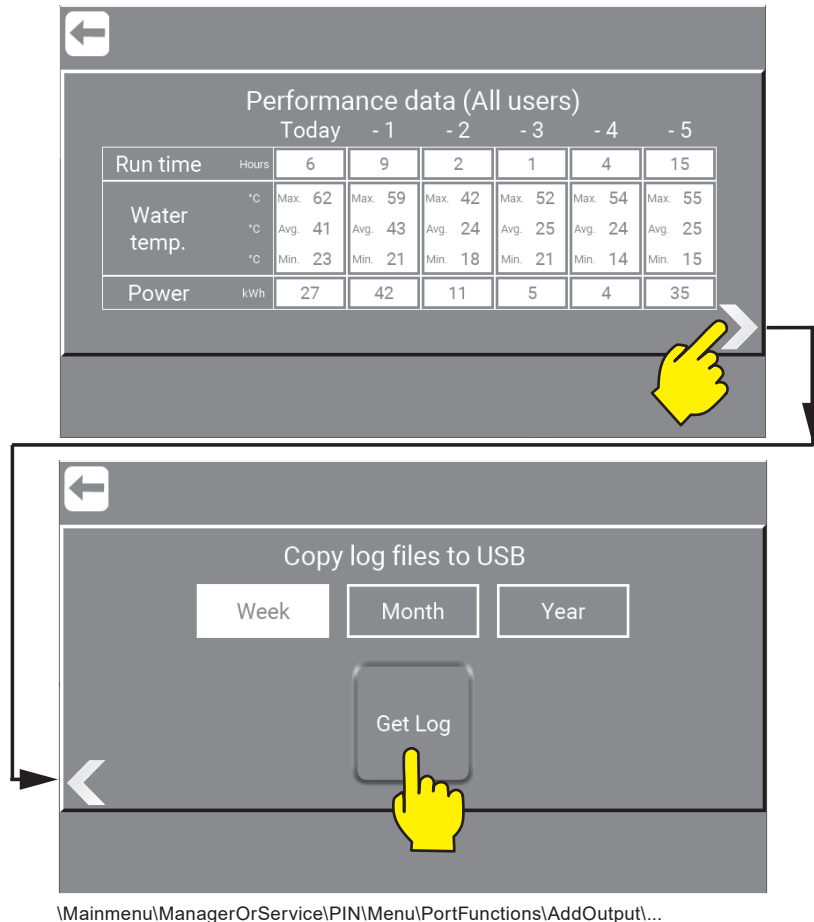 Performance data (All users)
Today - 1 - 2 - 3 - 4 - 5
Run time Hours 6 9 2 1 4 15
Water temp.
°C Max. 62 Max. 59 Max. 42 Max. 52 Max. 54 Max. 55
°C Avg. 41 Avg. 43 Avg. 24 Avg. 25 Avg. 24 Avg. 25
°C Min. 23 Min. 21 Min. 18 Min. 21 Min. 14 Min. 15
Power kWh 27 42 11 5 4 35
Copy log files to USB
Week Month Year
Get Log
\Mainmenu\ManagerOrService\PIN\Menu\PortFunctions\AddOutput\...